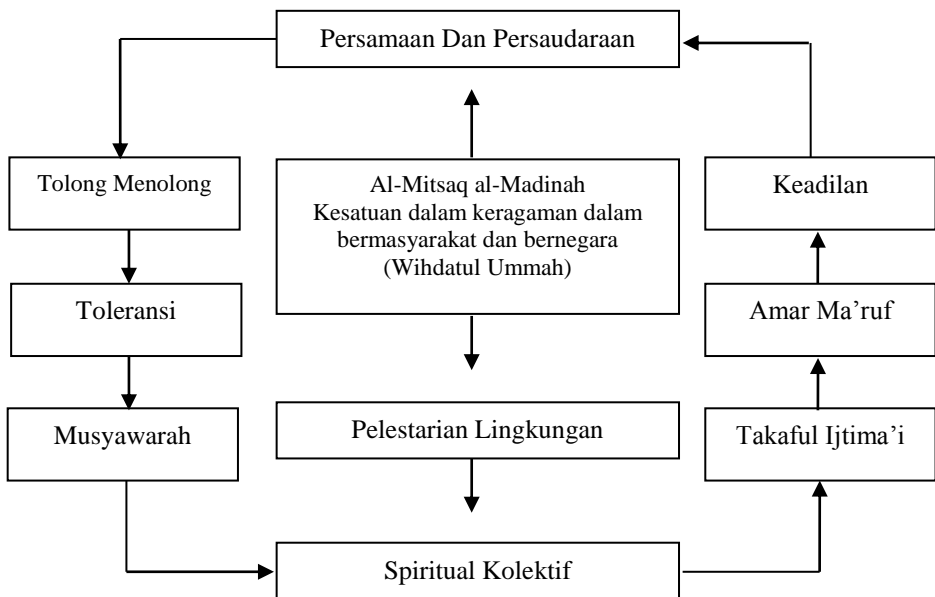 Persamaan Dan Persaudaraan
Tolong Menolong
Al-Mitsaq al-Madinah
Kesatuan dalam keragaman dalam
bermasyarakat dan bernegara
(Wihdatul Ummah)
Keadilan
Toleransi
Amar Ma’ruf
Musyawarah
Pelestarian Lingkungan
Takaful Ijtima’i
Spiritual Kolektif